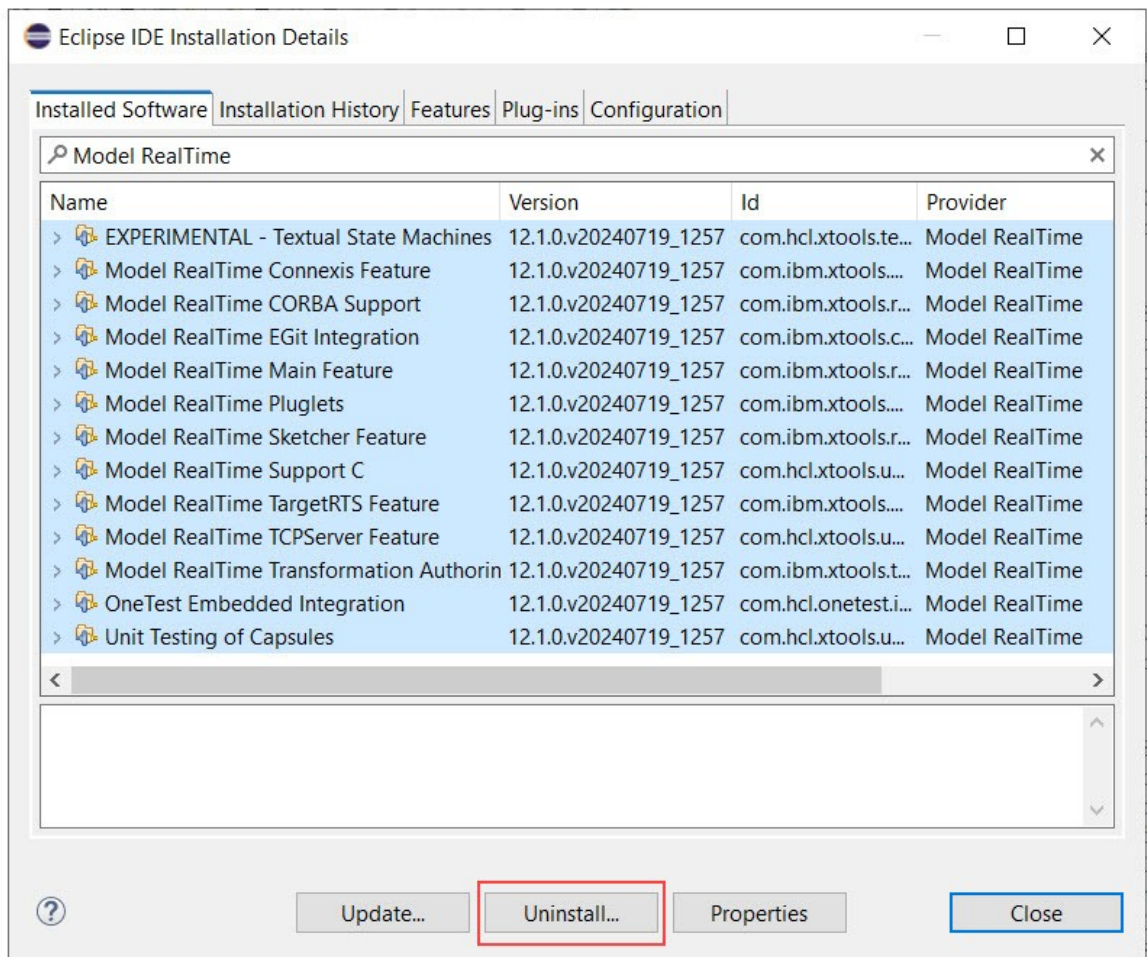 Eclipse IDE Installation Details
Installed Software Installation History Features Plug-ins Configuration
Model RealTime
Name Version Id Provider
EXPERIMENTAL - Textual State Machines 12.1.0.v20240719_1257 com.hcl.xtools.te... Model RealTime
Model RealTime Connexis Feature 12.1.0.v20240719_1257 com.ibm.xtools.... Model RealTime
Model RealTime CORBA Support 12.1.0.v20240719_1257 com.ibm.xtools.r... Model RealTime
Model RealTime EGit Integration 12.1.0.v20240719_1257 com.ibm.xtools.c... Model RealTime
Model RealTime Main Feature 12.1.0.v20240719_1257 com.ibm.xtools.r... Model RealTime
Model RealTime Pluglets 12.1.0.v20240719_1257 com.ibm.xtools.... Model RealTime
Model RealTime Sketcher Feature 12.1.0.v20240719_1257 com.ibm.xtools.r... Model RealTime
Model RealTime Support C 12.1.0.v20240719_1257 com.hcl.xtools.u... Model RealTime
Model RealTime TargetRTS Feature 12.1.0.v20240719_1257 com.ibm.xtools.... Model RealTime
Model RealTime TCPServer Feature 12.1.0.v20240719_1257 com.hcl.xtools.u... Model RealTime
Model RealTime Transformation Authorin 12.1.0.v20240719_1257 com.ibm.xtools.t... Model RealTime
OneTest Embedded Integration 12.1.0.v20240719_1257 com.hcl.onetest.i... Model RealTime
Unit Testing of Capsules 12.1.0.v20240719_1257 com.hcl.xtools.u... Model RealTime
? Update... Uninstall... Properties Close